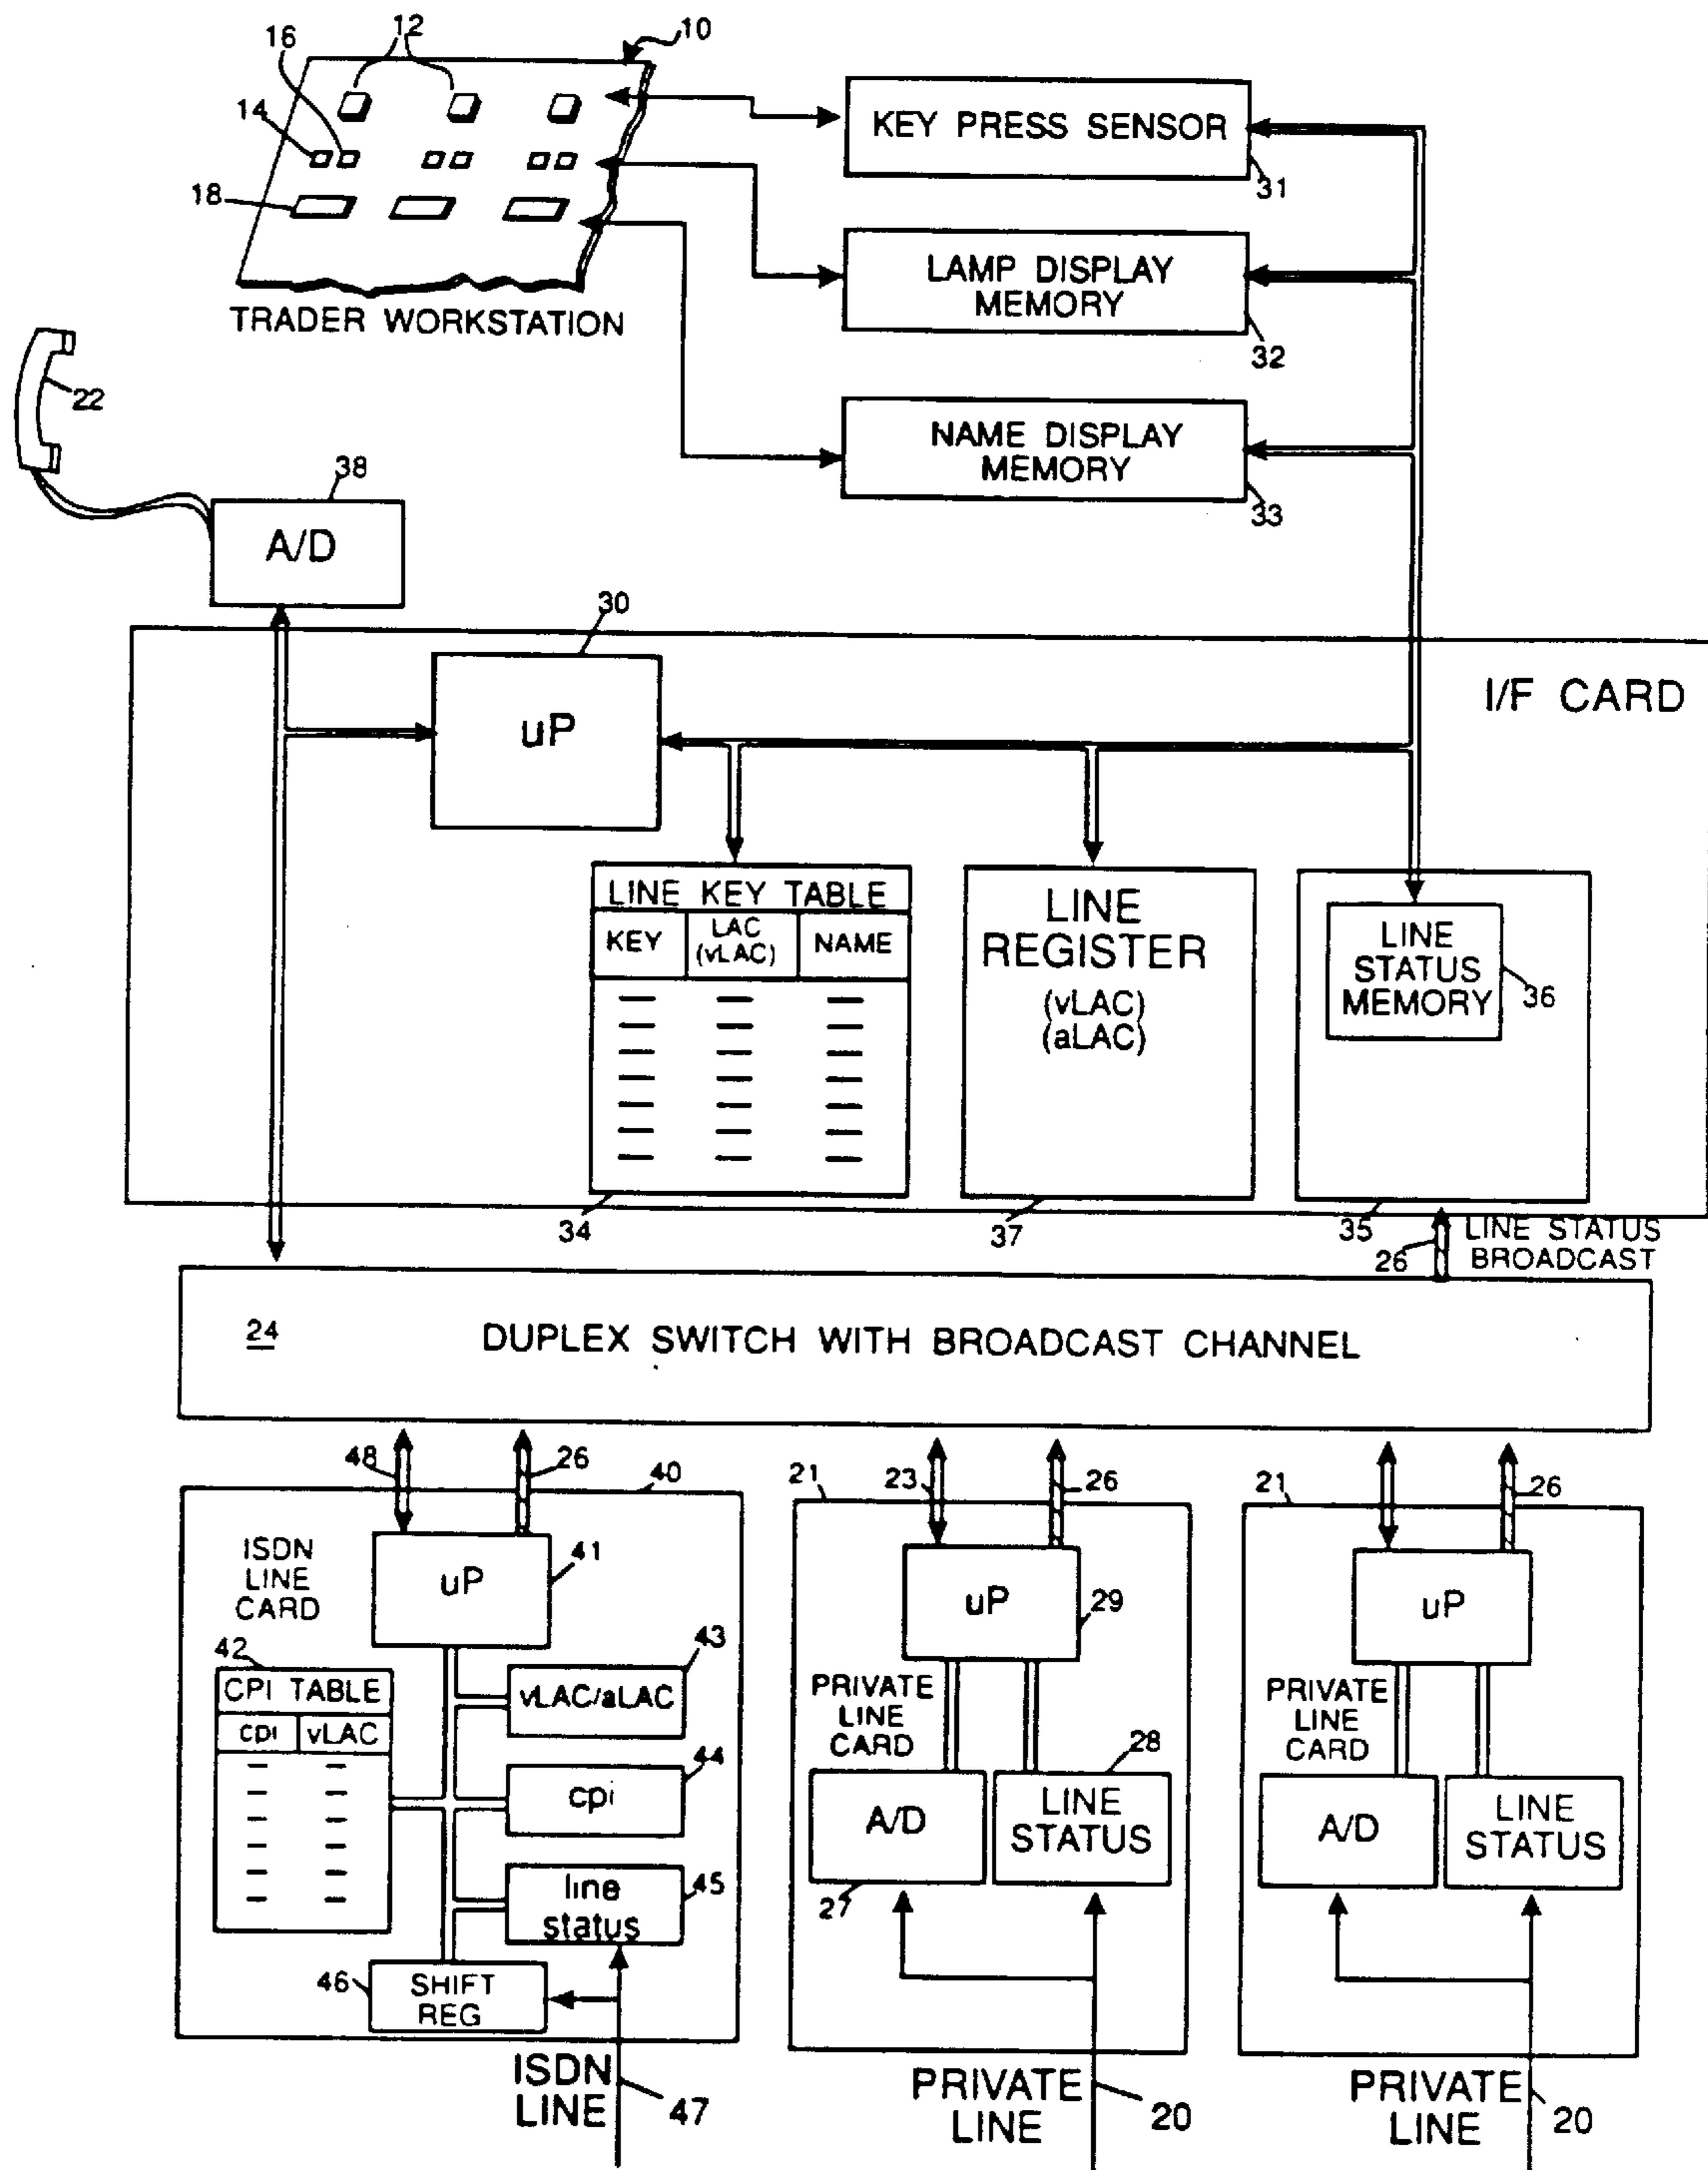 12
10
16
14
18
KEY PRESS SENSOR
31
LAMP DISPLAY
MEMORY
32
TRADER WORKSTATION
22
NAME DISPLAY
MEMORY
33
38
A/D
30
uP
I/F CARD
LINE KEY TABLE
KEY
LAC
(vLAC)
NAME
34
LINE
REGISTER
(vLAC)
(aLAC)
37
LINE
STATUS
MEMORY
36
35
26
LINE STATUS
BROADCAST
24
DUPLEX SWITCH WITH BROADCAST CHANNEL
48
26
40
ISDN
LINE
CARD
uP
41
42
CPI TABLE
cpi
vLAC
43
vLAC/aLAC
44
cpi
45
line
status
46
SHIFT
REG
ISDN
LINE
47
21
23
26
uP
29
PRIVATE
LINE
CARD
28
A/D
LINE
STATUS
27
PRIVATE
LINE
20
21
26
uP
PRIVATE
LINE
CARD
A/D
LINE
STATUS
PRIVATE
LINE
20